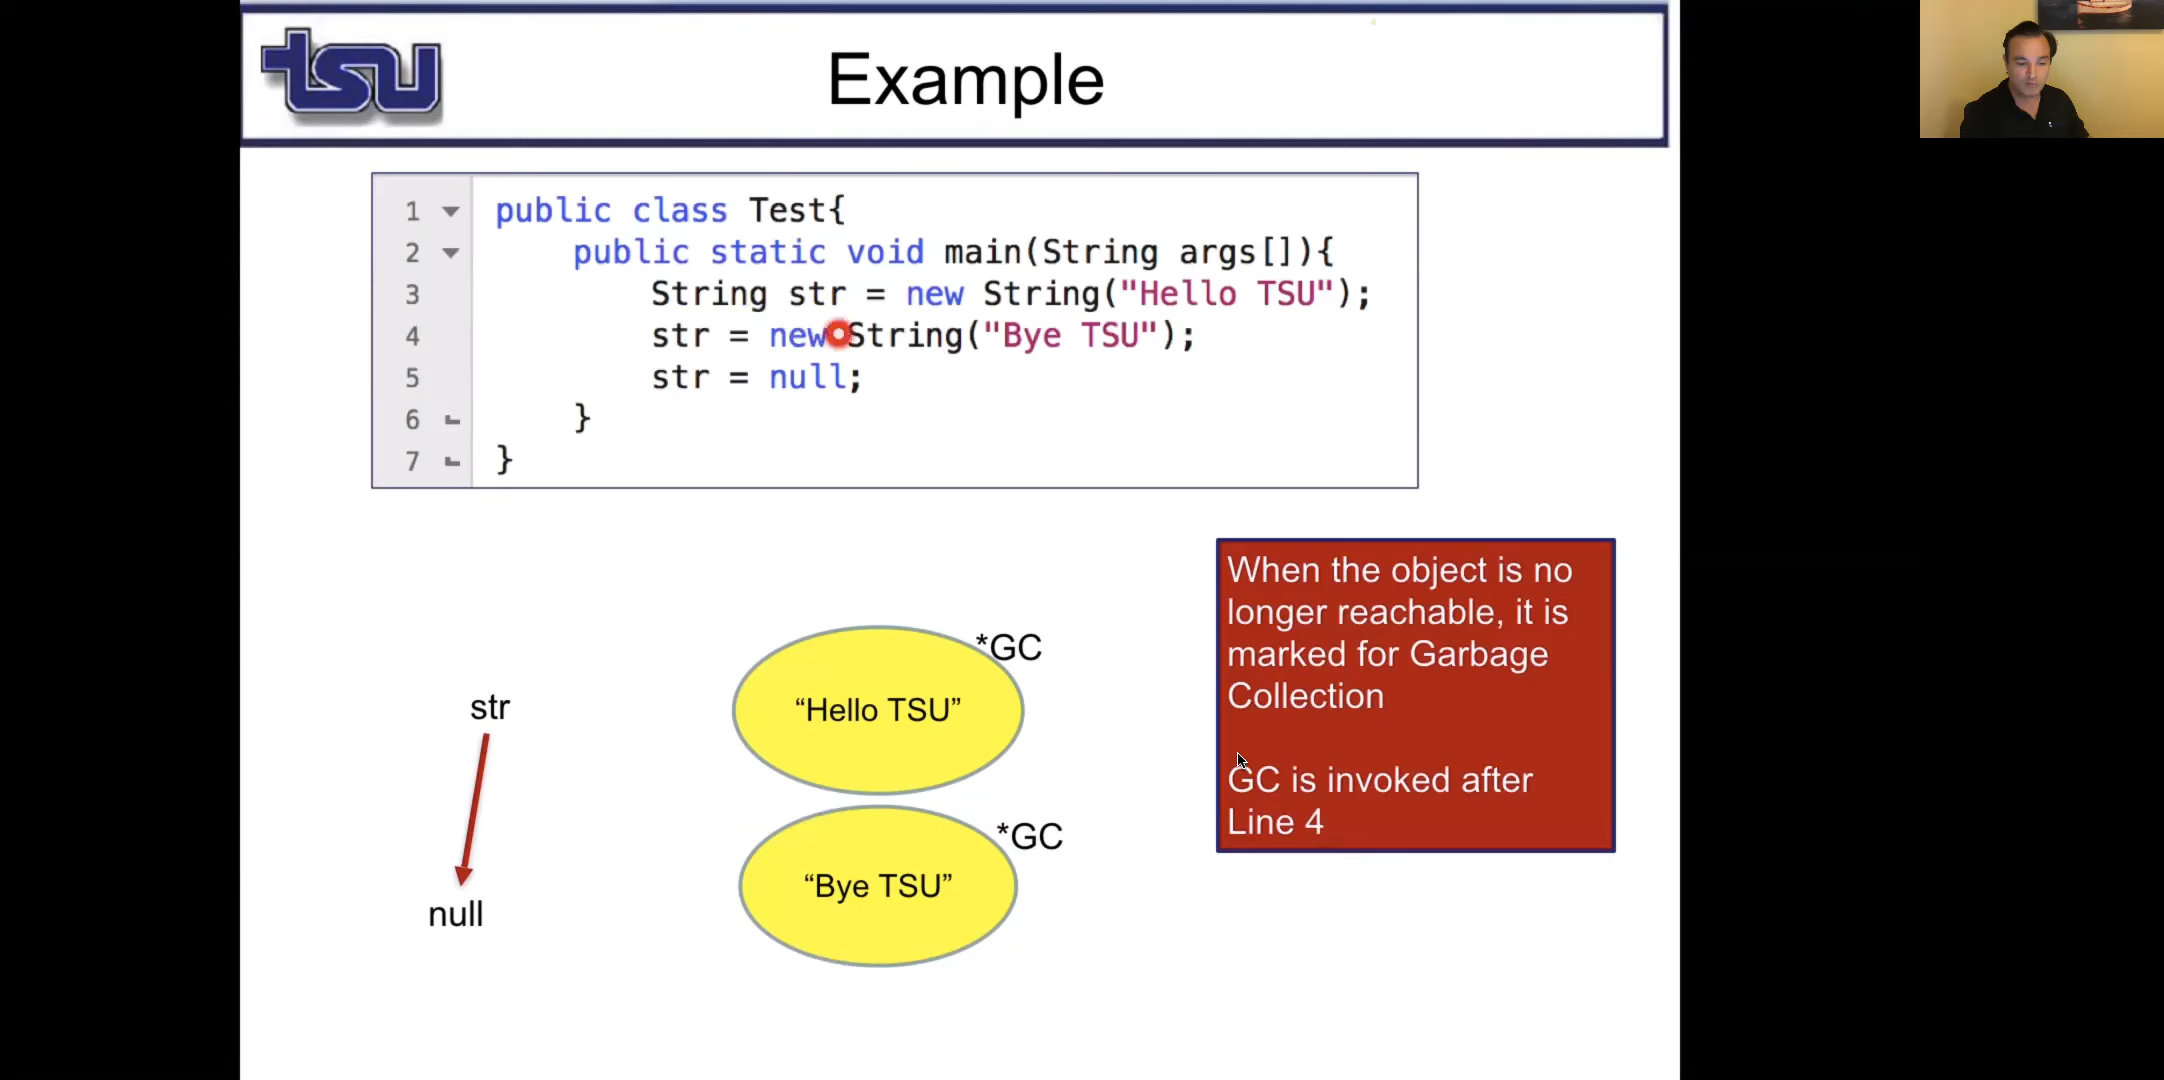 tsu
Example
1 public class Test{
2 public static void main(String args[]){
3 String str = new String("Hello TSU");
4 str = new String("Bye TSU");
5 str = null;
6 }
7 }
When the object is no
longer reachable, it is
marked for Garbage
Collection
GC is invoked after
Line 4
*GC
“Hello TSU”
str
*GC
“Bye TSU”
null